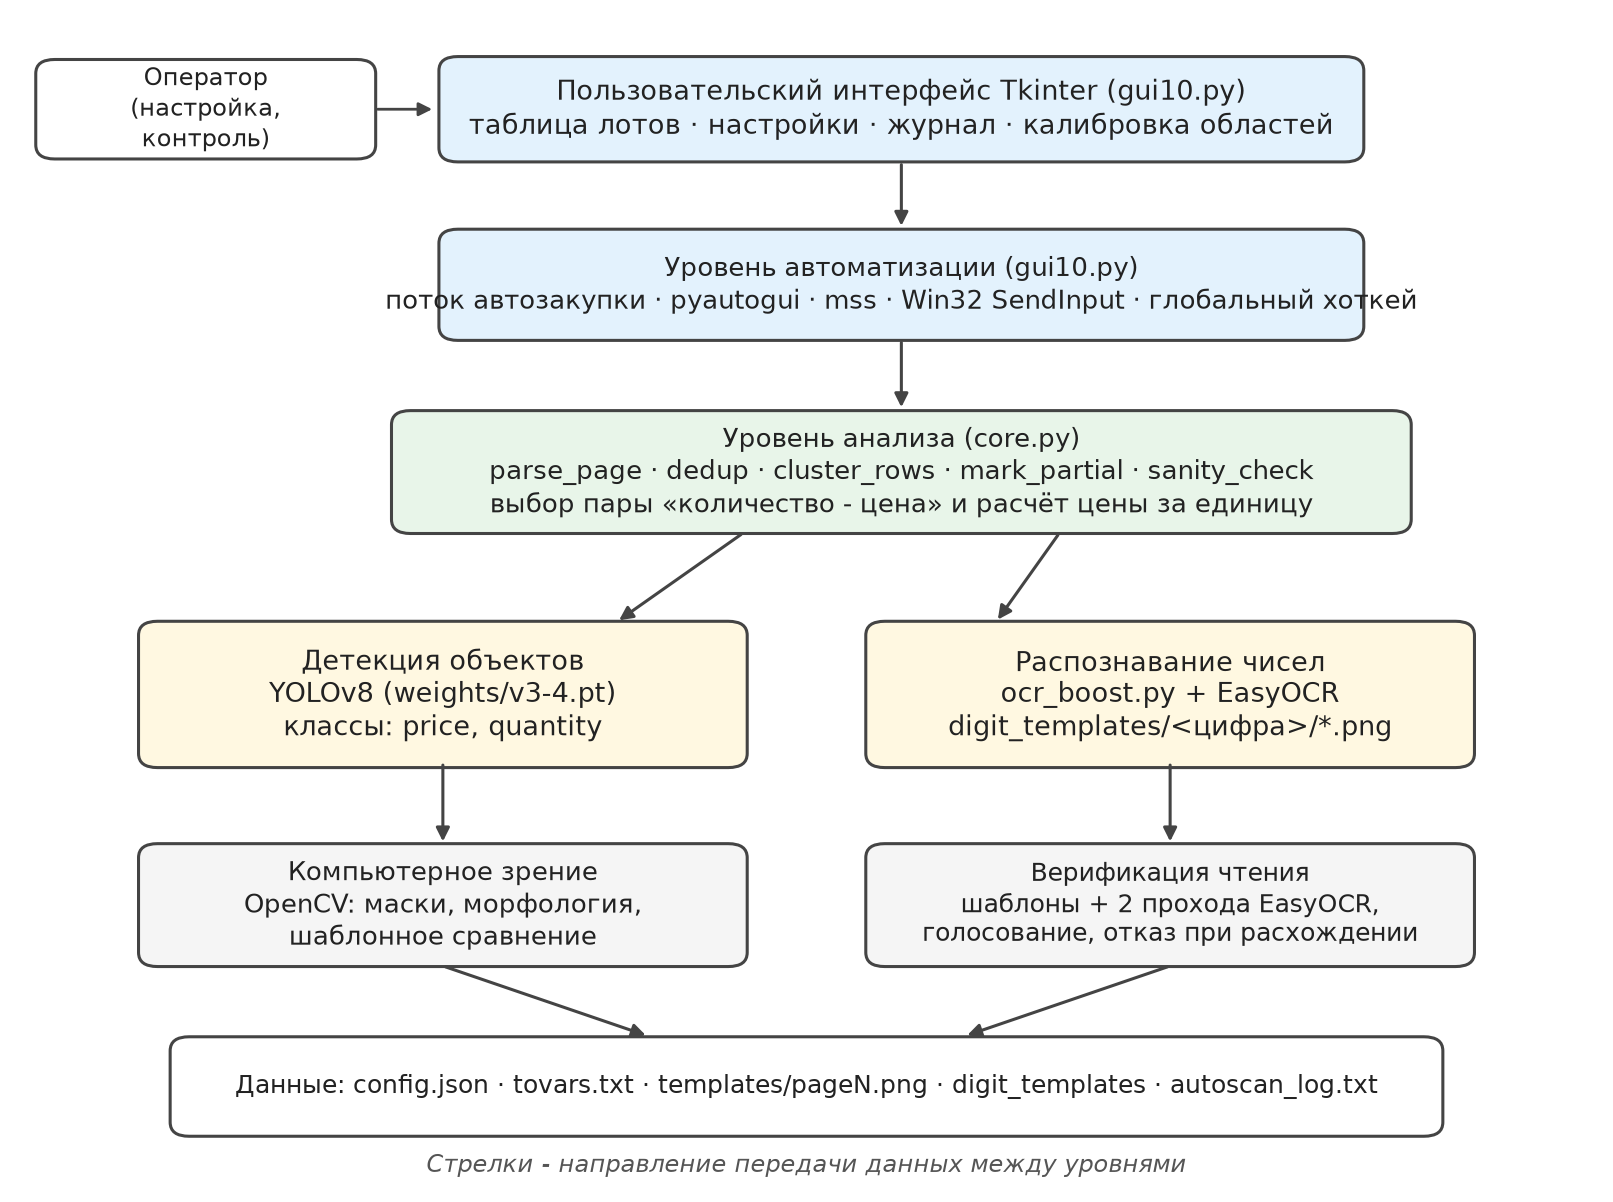 Оператор
(настройка,
контроль)
Пользовательский интерфейс Tkinter (gui10.py)
таблица лотов · настройки · журнал · калибровка областей
Уровень автоматизации (gui10.py)
поток автозакупки · pyautogui · mss · Win32 SendInput · глобальный хоткей
Уровень анализа (core.py)
parse_page · dedup · cluster_rows · mark_partial · sanity_check
выбор пары «количество - цена» и расчёт цены за единицу
Детекция объектов
YOLOv8 (weights/v3-4.pt)
классы: price, quantity
Распознавание чисел
ocr_boost.py + EasyOCR
digit_templates/<цифра>/*.png
Компьютерное зрение
OpenCV: маски, морфология,
шаблонное сравнение
Верификация чтения
шаблоны + 2 прохода EasyOCR,
голосование, отказ при расхождении
Данные: config.json · tovars.txt · templates/pageN.png · digit_templates · autoscan_log.txt
Стрелки - направление передачи данных между уровнями